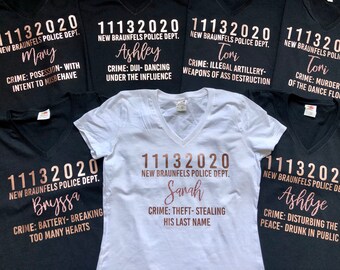 11132020
NEW BRAUNFELS POLICE DEPT.
Mary
CRIME: POSESSION- WITH
INTENT TO MISBEHAVE
11132020
NEW BRAUNFELS POLICE DEPT.
Ashley
CRIME: DUI- DANCING
UNDER THE INFLUENCE
11132020
NEW BRAUNFELS POLICE DEPT.
Tori
CRIME: ILLEGAL ARTILLERY-
WEAPONS OF ASS DESTRUCTION
11132020
NEW BRAUNFELS POLICE DEPT.
Tori
CRIME: MURDER-
OF THE DANCE FLO
11132020
NEW BRAUNFELS POLICE DEPT.
Bryssa
CRIME: BATTERY- BREAKING
TOO MANY HEARTS
11132020
NEW BRAUNFELS POLICE DEPT.
Sarah
CRIME: THEFT- STEALING
HIS LAST NAME
11132020
NEW BRAUNFELS POLICE DEPT.
Ashlye
CRIME: DISTURBING THE
PEACE- DRUNK IN PUBLIC